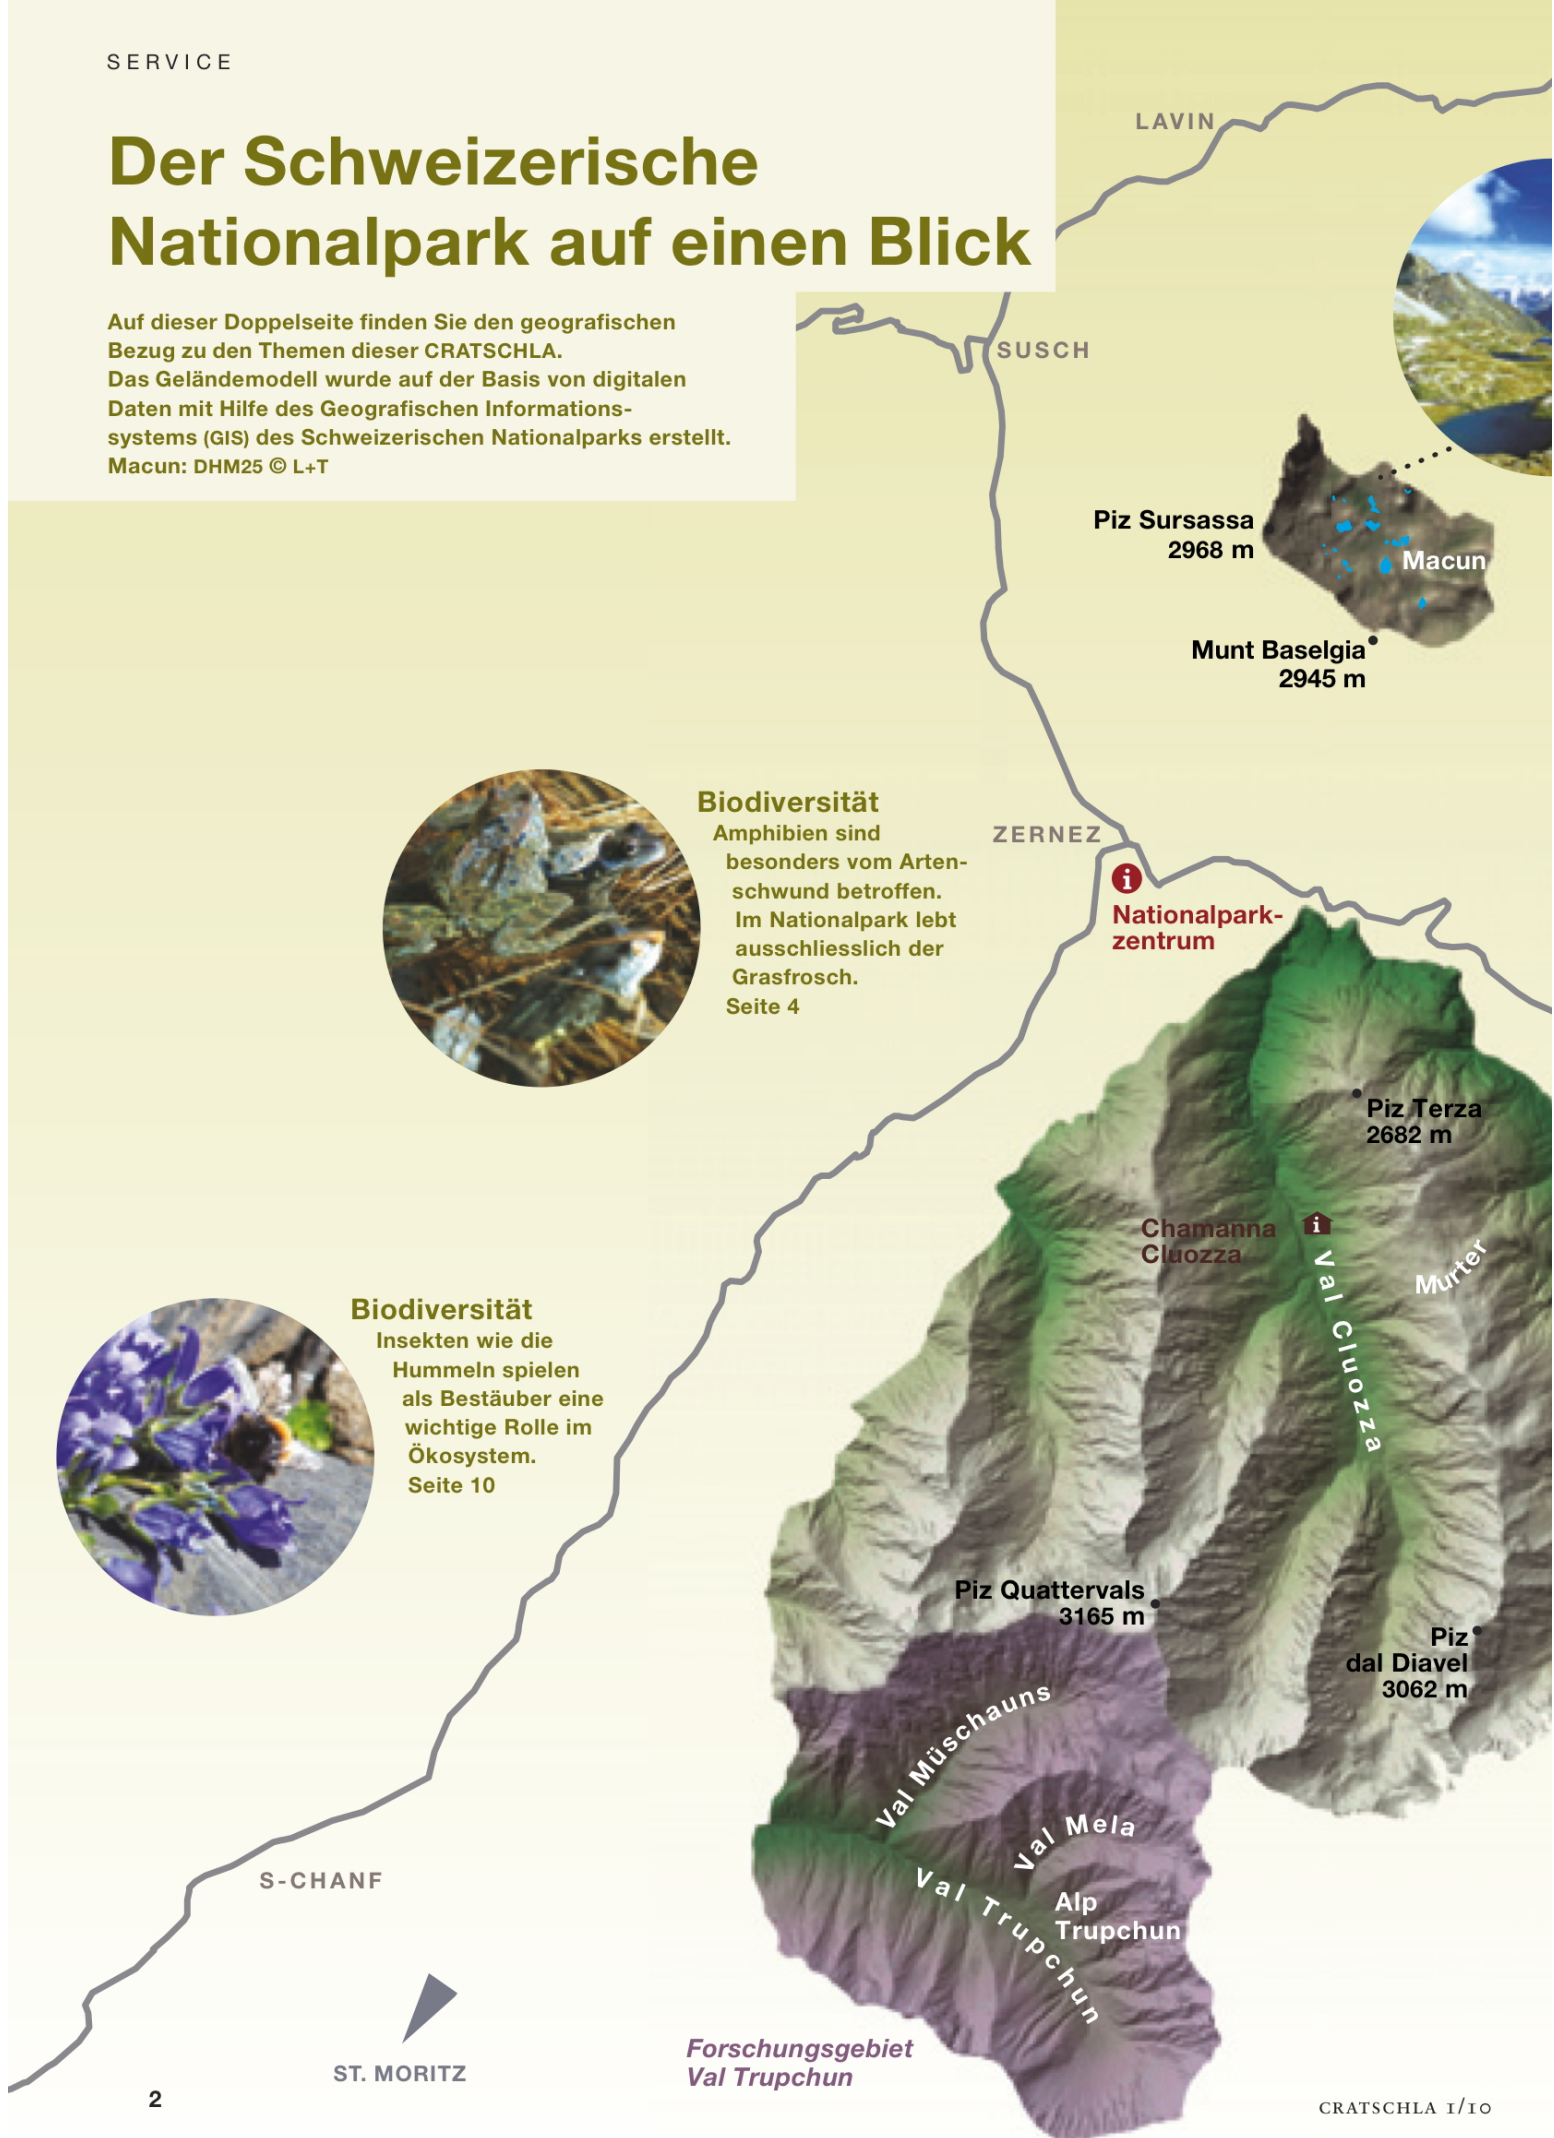 SERVICE
Der Schweizerische
Nationalpark auf einen Blick
Auf dieser Doppelseite finden Sie den geografischen
Bezug zu den Themen dieser CRATSCHLA.
Das Geländemodell wurde auf der Basis von digitalen
Daten mit Hilfe des Geografischen Informations-
systems (GIS) des Schweizerischen Nationalparks erstellt.
Macun: DHM25 © L+T
LAVIN
SUSCH
Piz Sursassa
2968 m
Macun
Munt Baselgia
2945 m
Biodiversität
Amphibien sind
besonders vom Arten-
schwund betroffen.
Im Nationalpark lebt
ausschliesslich der
Grasfrosch.
Seite 4
ZERNEZ
i
Nationalpark-
zentrum
Piz Terza
2682 m
Chamanna
Cluozza
i
Val Cluozza
Murter
Biodiversität
Insekten wie die
Hummeln spielen
als Bestäuber eine
wichtige Rolle im
Ökosystem.
Seite 10
Piz Quattervals
3165 m
Piz
dal Diavel
3062 m
Val Müschauns
Val Mela
Val Trupchun
Alp
Trupchun
S-CHANF
ST. MORITZ
Forschungsgebiet
Val Trupchun
2
CRATSCHLA 1/10